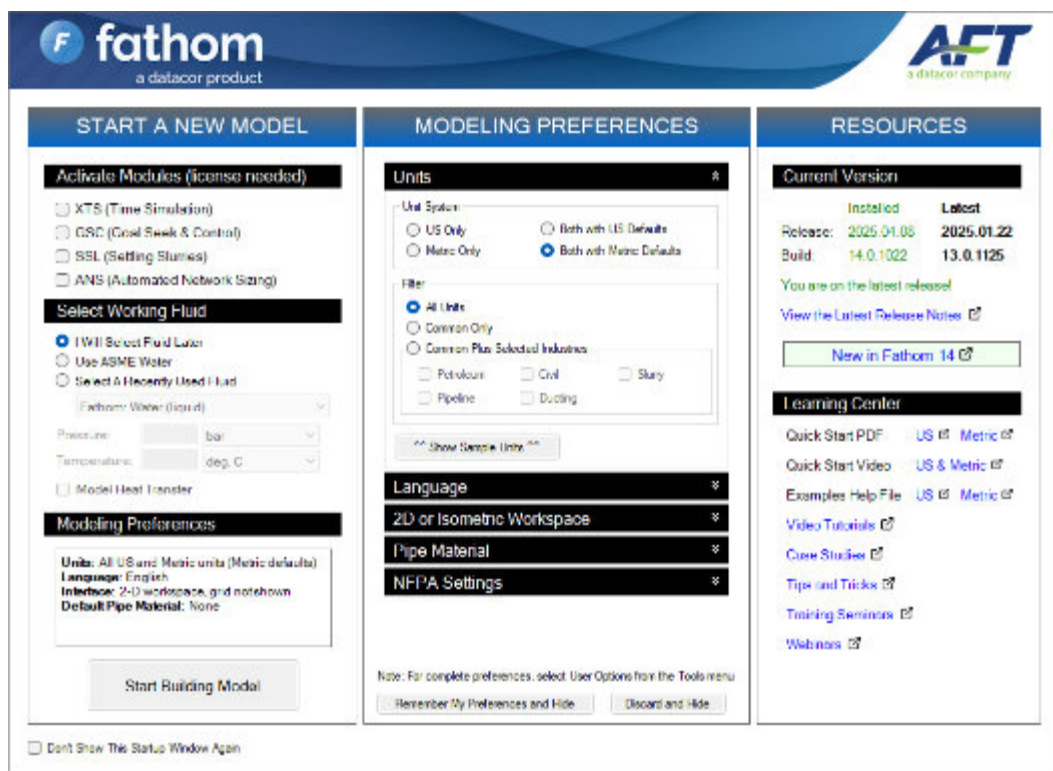 F fathom
a datacor product
AFT
a datacor company
START A NEW MODEL
Activate Modules (license needed)
XTS (Time Simulation)
GSC (Goal Seek & Control)
SSL (Settling Slurries)
ANS (Automated Network Sizing)
Select Working Fluid
I Will Select Fluid Later
Use ASME Water
Select A Recently Used Fluid
Fathom: Water (liquid)
Pressure: bar
Temperature: deg. C
Model Heat Transfer
Modeling Preferences
Units: All US and Metric units (Metric defaults)
Language: English
Interface: 2-D workspace, grid not shown
Default Pipe Material: None
Start Building Model
MODELING PREFERENCES
Units
Unit System
US Only
Both with US Defaults
Metric Only
Both with Metric Defaults
Filter
All Units
Common Only
Common Plus Selected Industries
Petroleum Civil Slurry
Pipeline Ducting
^^ Show Sample Units ^^
Language
2D or Isometric Workspace
Pipe Material
NFPA Settings
Note: For complete preferences, select User Options from the Tools menu
Remember My Preferences and Hide
Discard and Hide
RESOURCES
Current Version
Installed Latest
Release: 2025.04.08 2025.01.22
Build: 14.0.1022 13.0.1125
You are on the latest release!
View the Latest Release Notes
New in Fathom 14
Learning Center
Quick Start PDF US Metric
Quick Start Video US & Metric
Examples Help File US Metric
Video Tutorials
Case Studies
Tips and Tricks
Training Seminars
Webinars
Don't Show This Startup Window Again